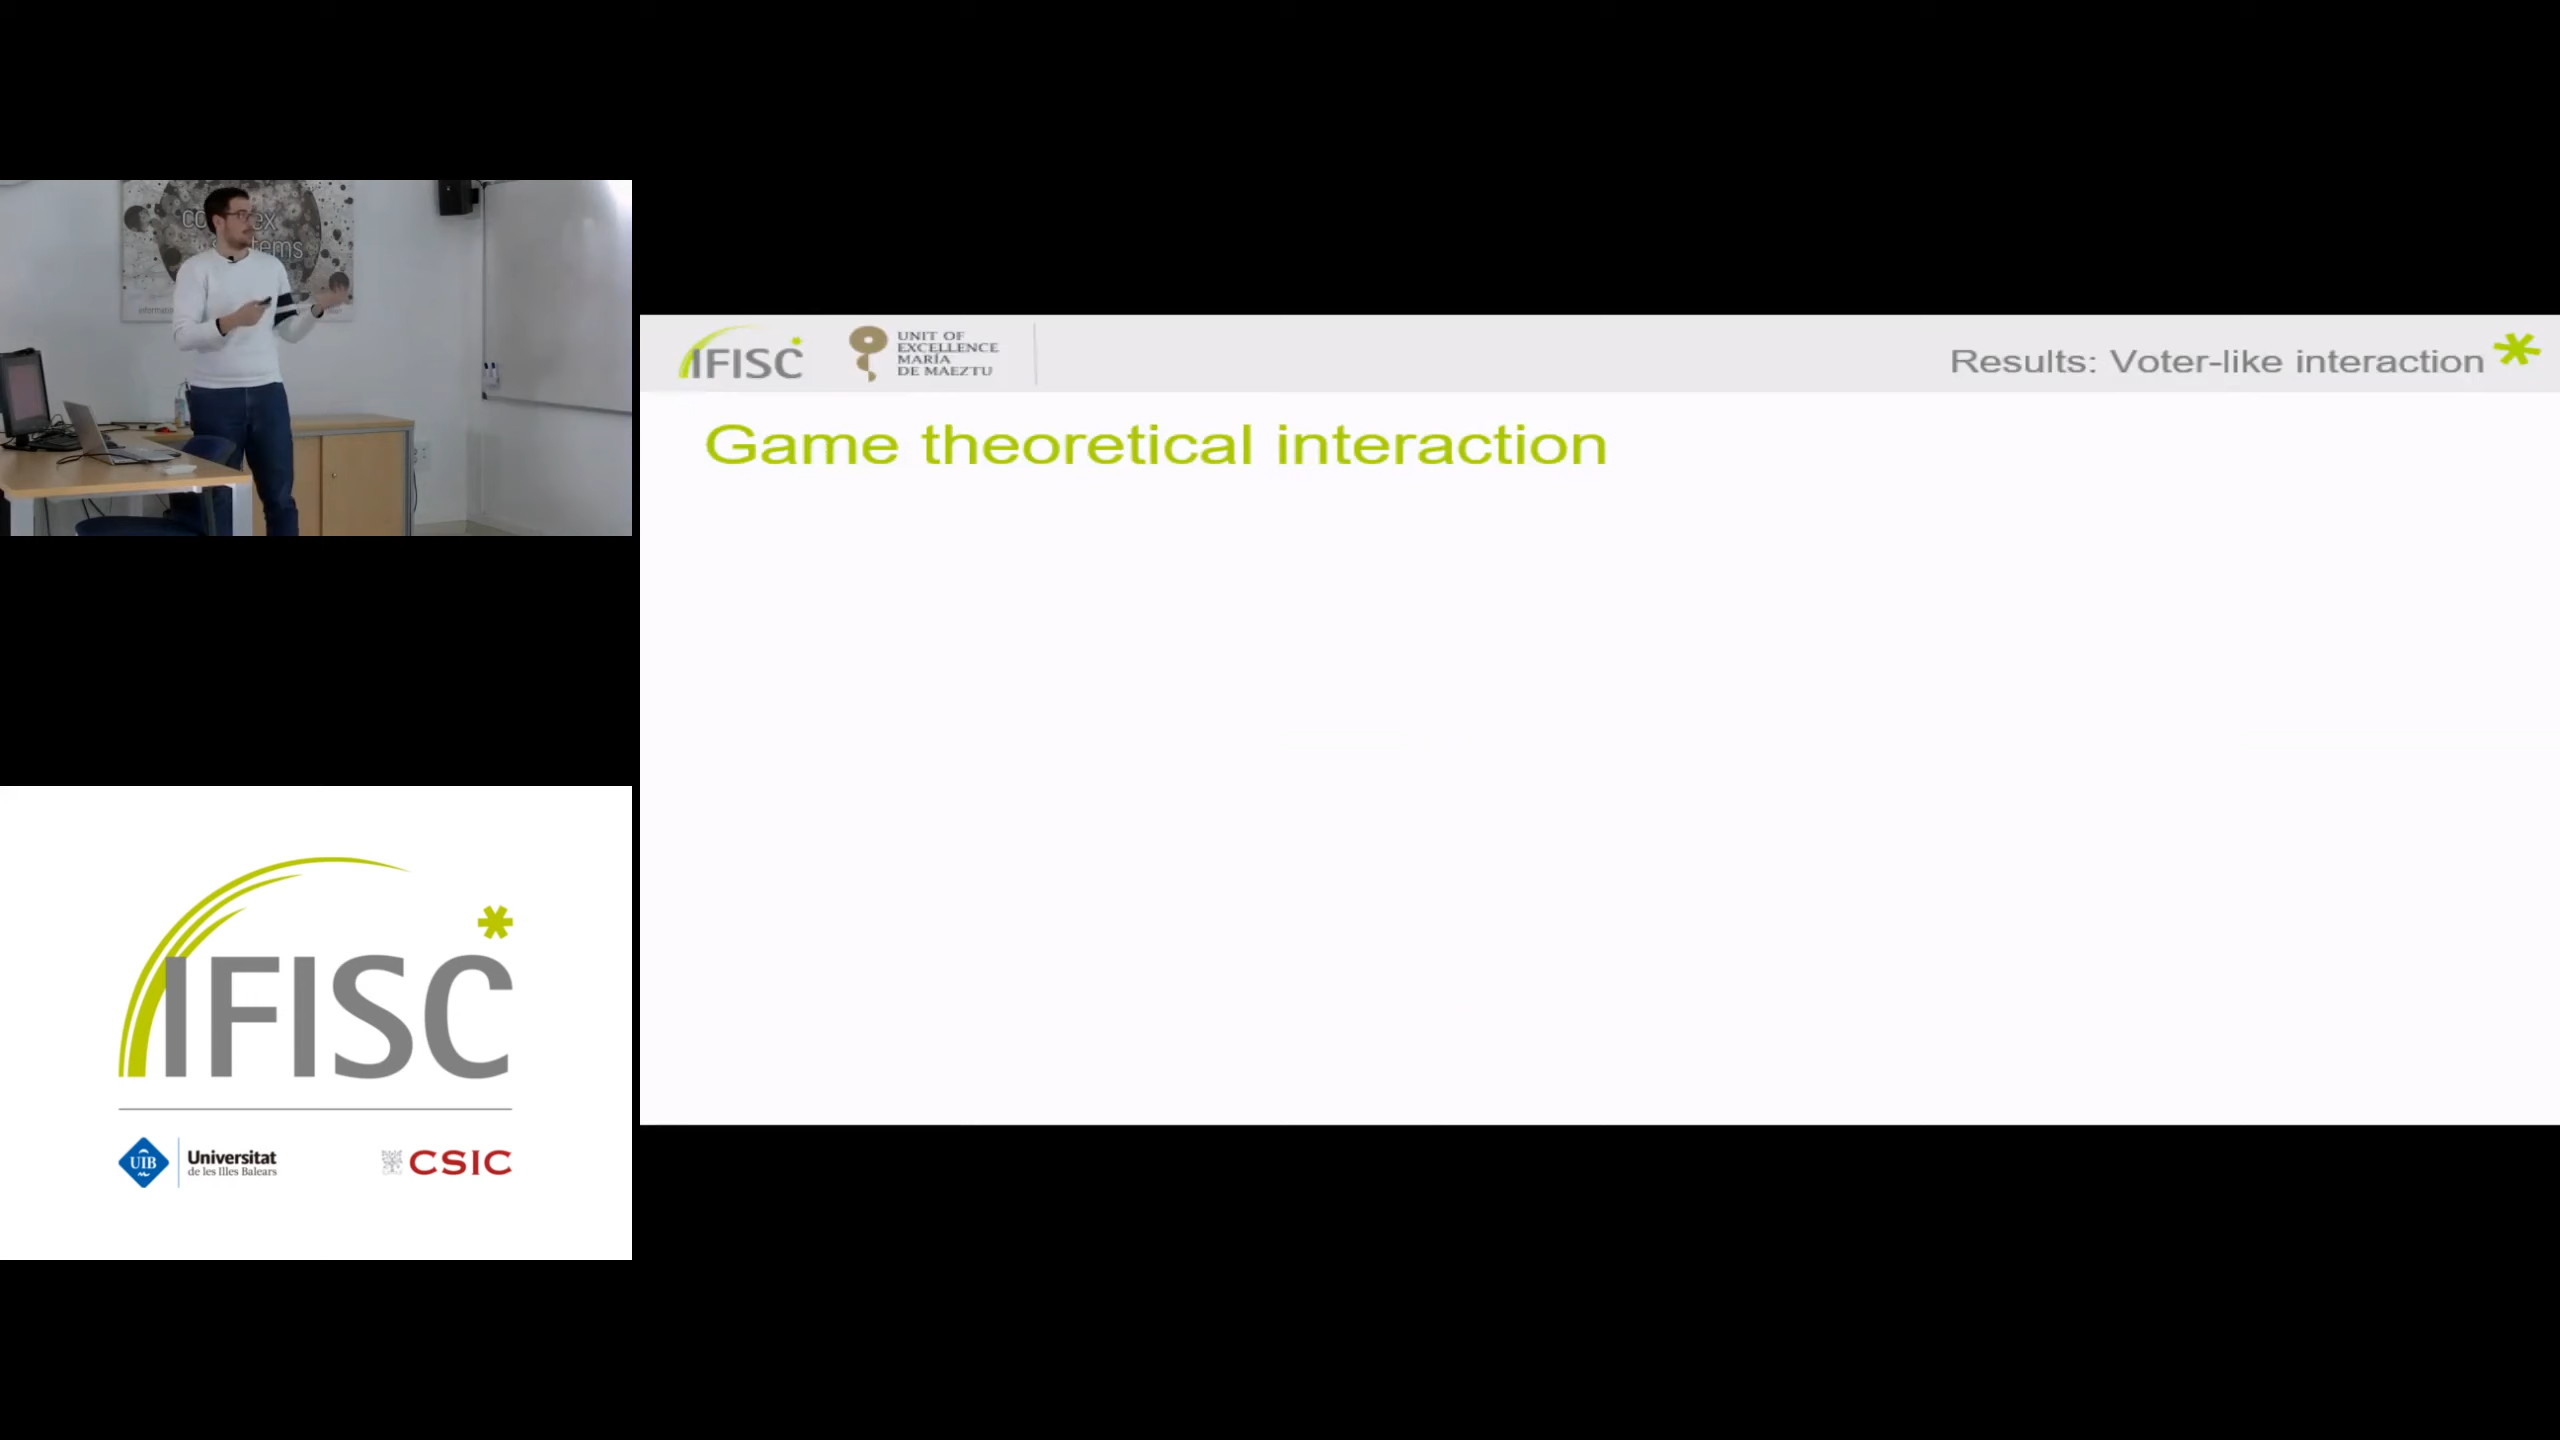 IFISC
UNIT OF
EXCELLENCE
MARÍA
DE MAEZTU
Results: Voter-like interaction
Game theoretical interaction
IFISC
UIB
Universitat
de les Illes Balears
CSIC